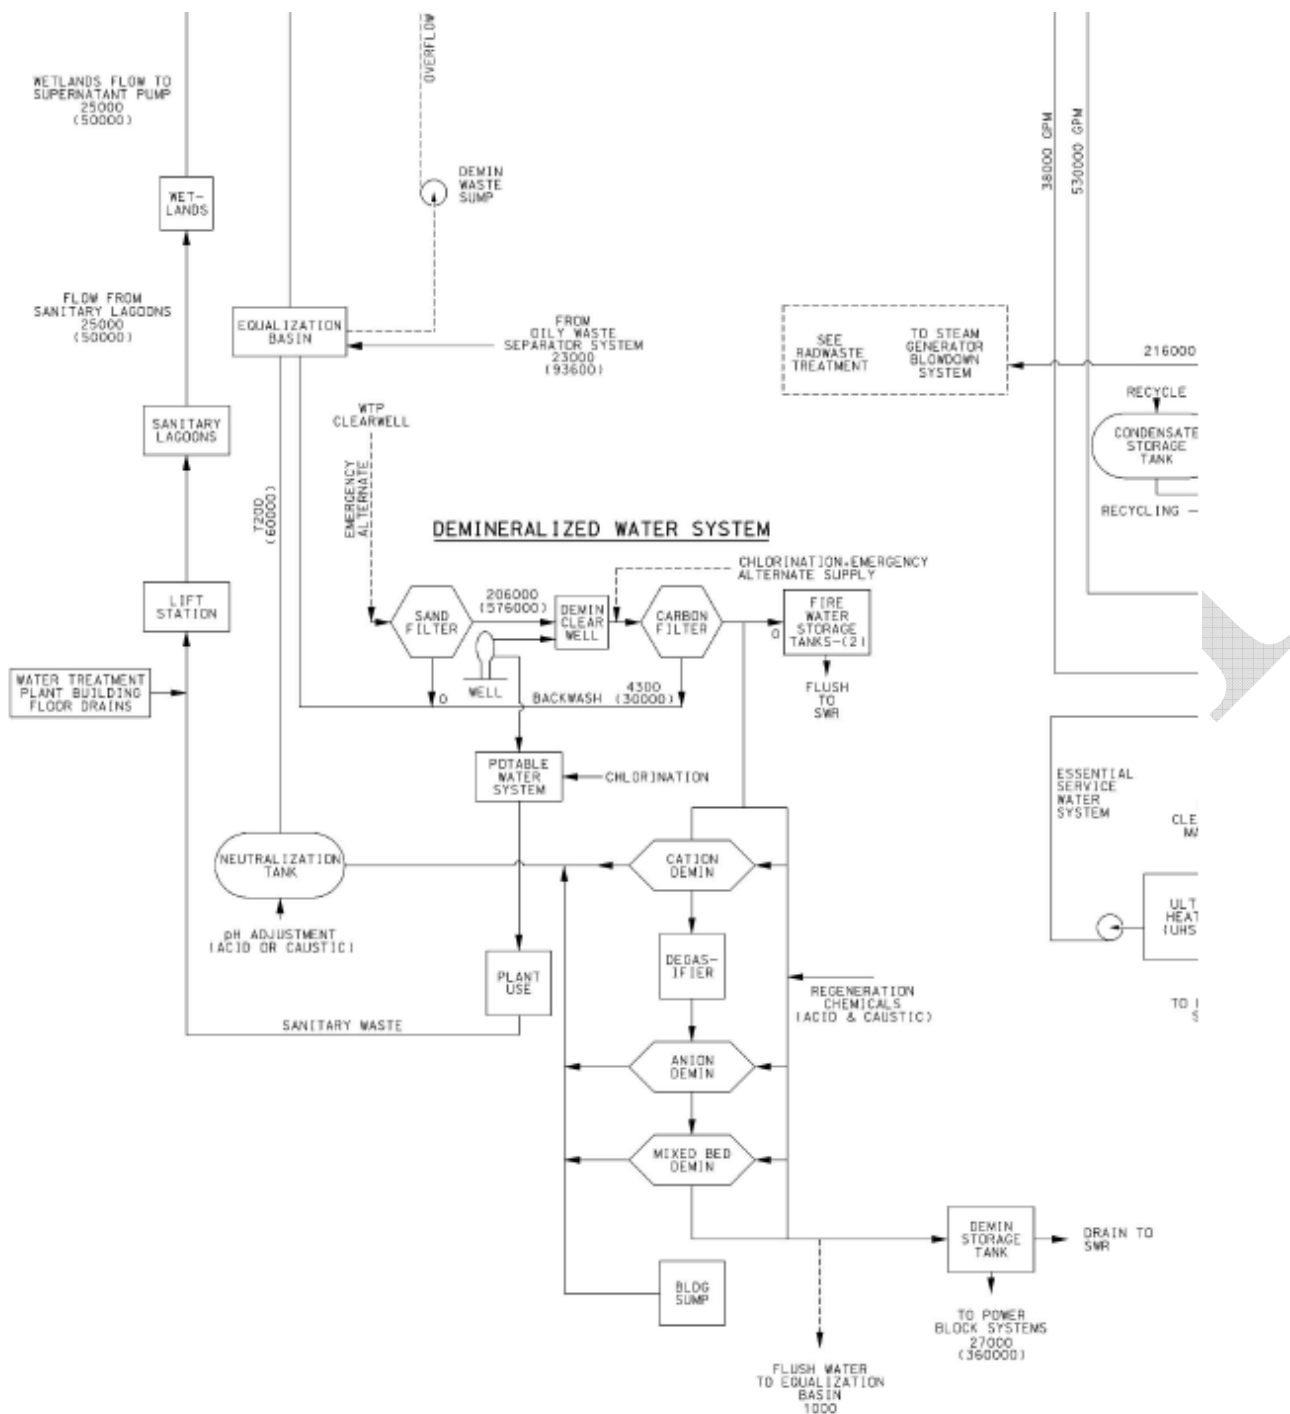 OVERFLOW
WETLANDS FLOW TO
SUPERNATANT PUMP
25000
(50000)
38000 GPM
530000 GPM
DEMIN
WASTE
SUMP
WET-
LANDS
FLOW FROM
SANITARY LAGOONS
25000
(50000)
EQUALIZATION
BASIN
FROM
OILY WASTE
SEPARATOR SYSTEM
23000
(93600)
SEE
RADWASTE
TREATMENT
TO STEAM
GENERATOR
BLOWDOWN
SYSTEM
216000
RECYCLE
CONDENSATE
STORAGE
TANK
RECYCLING –
WTP
CLEARWELL
SANITARY
LAGOONS
7200
(60000)
EMERGENCY
ALTERNATE
DEMINERALIZED WATER SYSTEM
CHLORINATION-EMERGENCY
ALTERNATE SUPPLY
LIFT
STATION
SAND
FILTER
206000
(576000)
DEMIN
CLEAR
WELL
CARBON
FILTER
FIRE
WATER
STORAGE
TANKS-(2)
0
WELL
0
BACKWASH
4300
(30000)
FLUSH
TO
SWR
WATER TREATMENT
PLANT BUILDING
FLOOR DRAINS
POTABLE
WATER
SYSTEM
CHLORINATION
ESSENTIAL
SERVICE
WATER
SYSTEM
CLE
MA
NEUTRALIZATION
TANK
CATION
DEMIN
pH ADJUSTMENT
(ACID OR CAUSTIC)
ULT
HEAT
(UHS
PLANT
USE
DEGAS-
IFIER
REGENERATION
CHEMICALS
(ACID & CAUSTIC)
TO
S
SANITARY WASTE
ANION
DEMIN
MIXED BED
DEMIN
DEMIN
STORAGE
TANK
DRAIN TO
SWR
BLDG
SUMP
TO POWER
BLOCK SYSTEMS
27000
(360000)
FLUSH WATER
TO EQUALIZATION
BASIN
1000